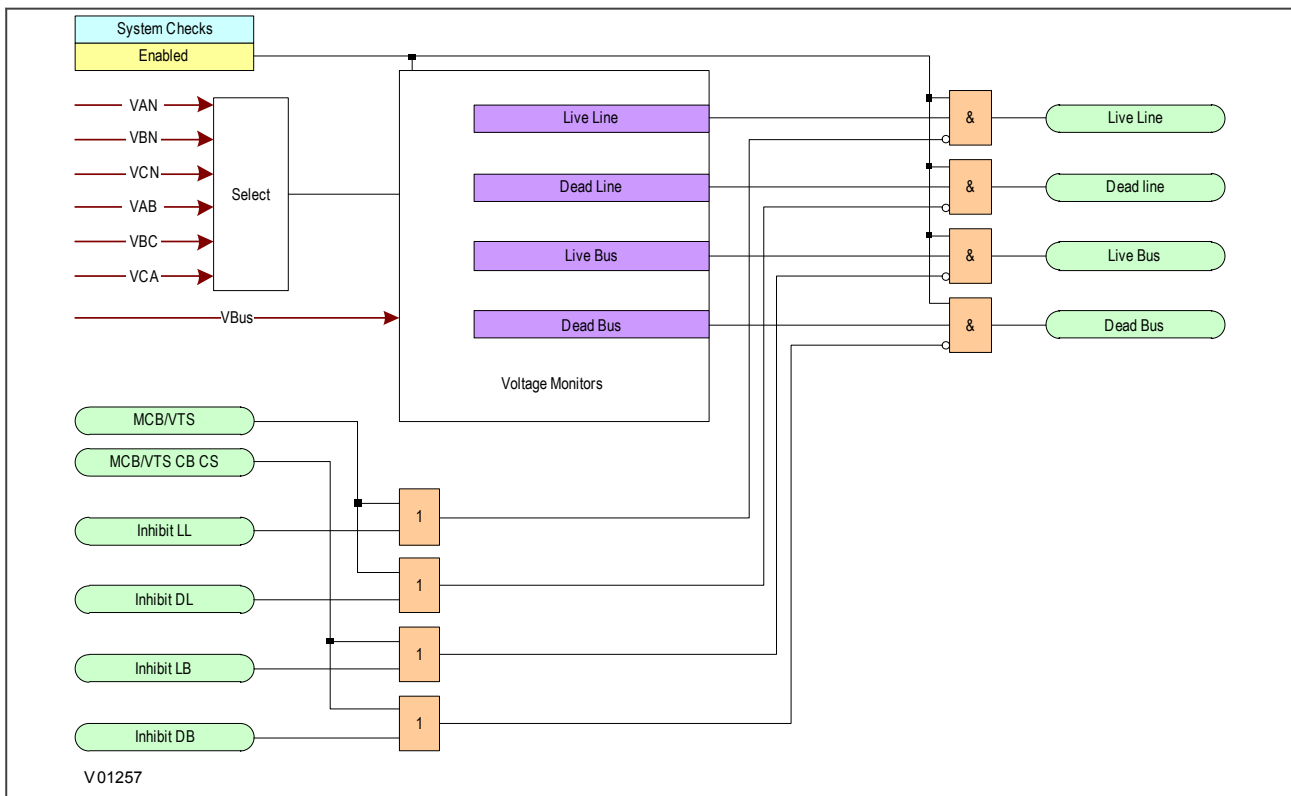 System Checks
Enabled
VAN
VBN
VCN
VAB
VBC
VCA
Select
VBus
Live Line
Dead Line
Live Bus
Dead Bus
Voltage Monitors
&
&
&
&
Live Line
Dead line
Live Bus
Dead Bus
MCB/VTS
MCB/VTS CB CS
Inhibit LL
Inhibit DL
Inhibit LB
Inhibit DB
1
1
1
1
V01257